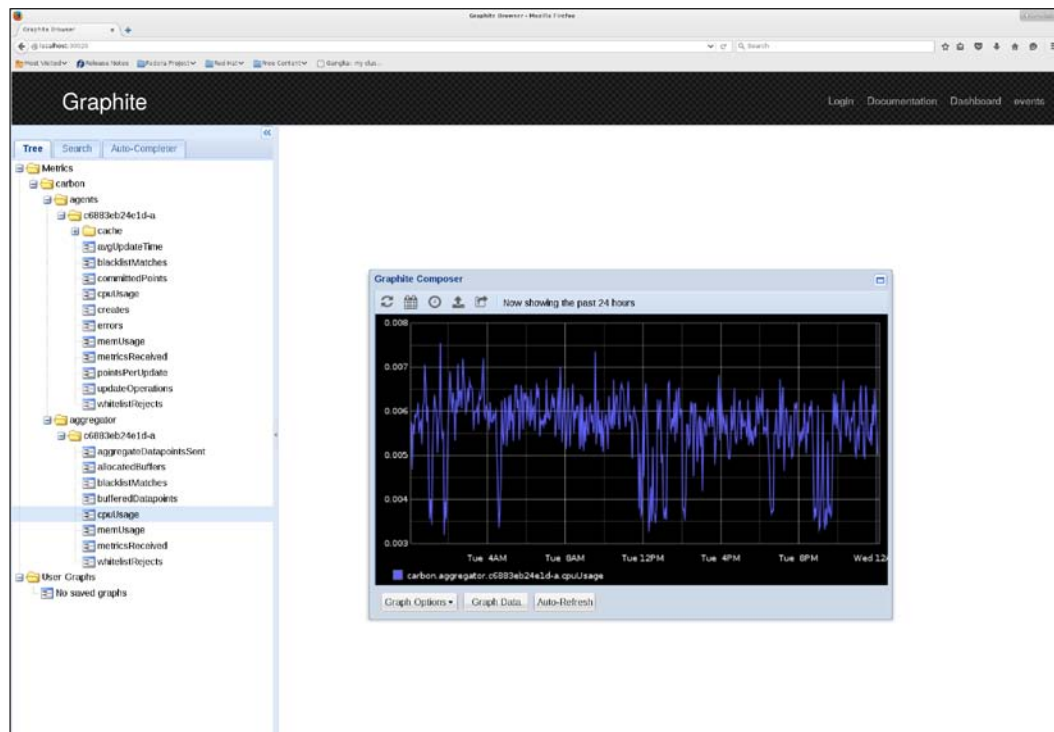 Graphite Browser - Mozilla Firefox
Graphite Browser
Search
Most Visited
Release Notes
Fedora Project
Red Hat
Free Content
Ganglia: my clus...
Graphite
Login Documentation Dashboard events
Tree Search Auto-Completer
Metrics
carbon
agents
c6883eb24e1d-a
cache
avgUpdateTime
blacklistMatches
committedPoints
cpuUsage
creates
errors
memUsage
metricsReceived
pointsPerUpdate
updateOperations
whitelistRejects
aggregator
c6883eb24e1d-a
aggregateDatapointsSent
allocatedBuffers
blacklistMatches
bufferedDatapoints
cpuUsage
memUsage
metricsReceived
whitelistRejects
User Graphs
No saved graphs
Graphite Composer
Now showing the past 24 hours
0.008
0.007
0.006
0.005
0.004
0.003
Tue 4AM Tue 8AM Tue 12PM Tue 4PM Tue 8PM Wed 12
carbon.aggregator.c6883eb24e1d-a.cpuUsage
Graph Options Graph Data Auto-Refresh